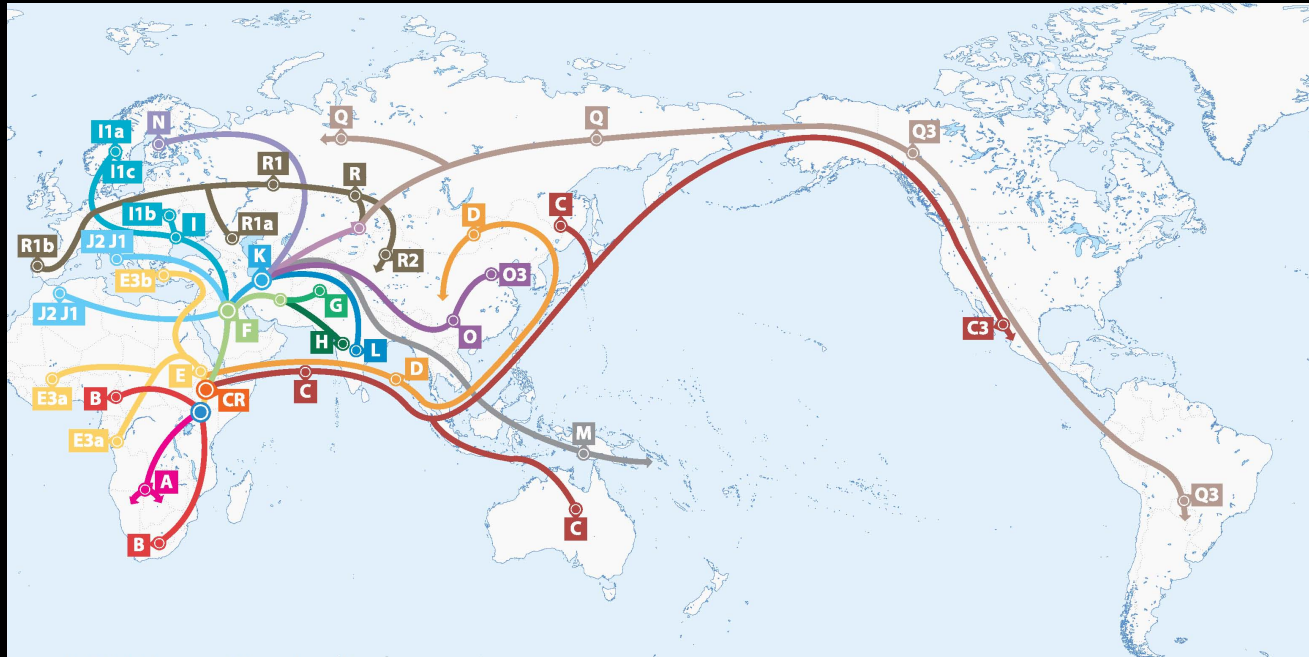 I1a
N
Q
Q
Q3
I1c
R1
R
I1b
I
R1a
D
C
J2 J1
K
R1b
R2
E3b
O3
J2 J1
F
G
H
L
O
C3
E
C
D
E3a
B
CR
E3a
M
A
Q3
C
B